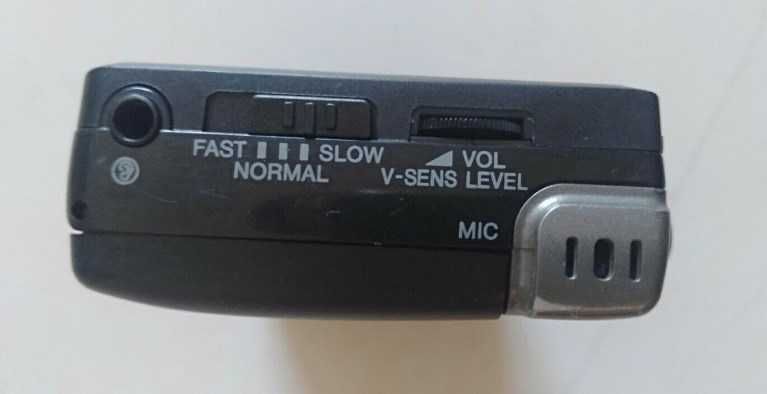 FAST SLOW
NORMAL
VOL
V-SENS LEVEL
MIC